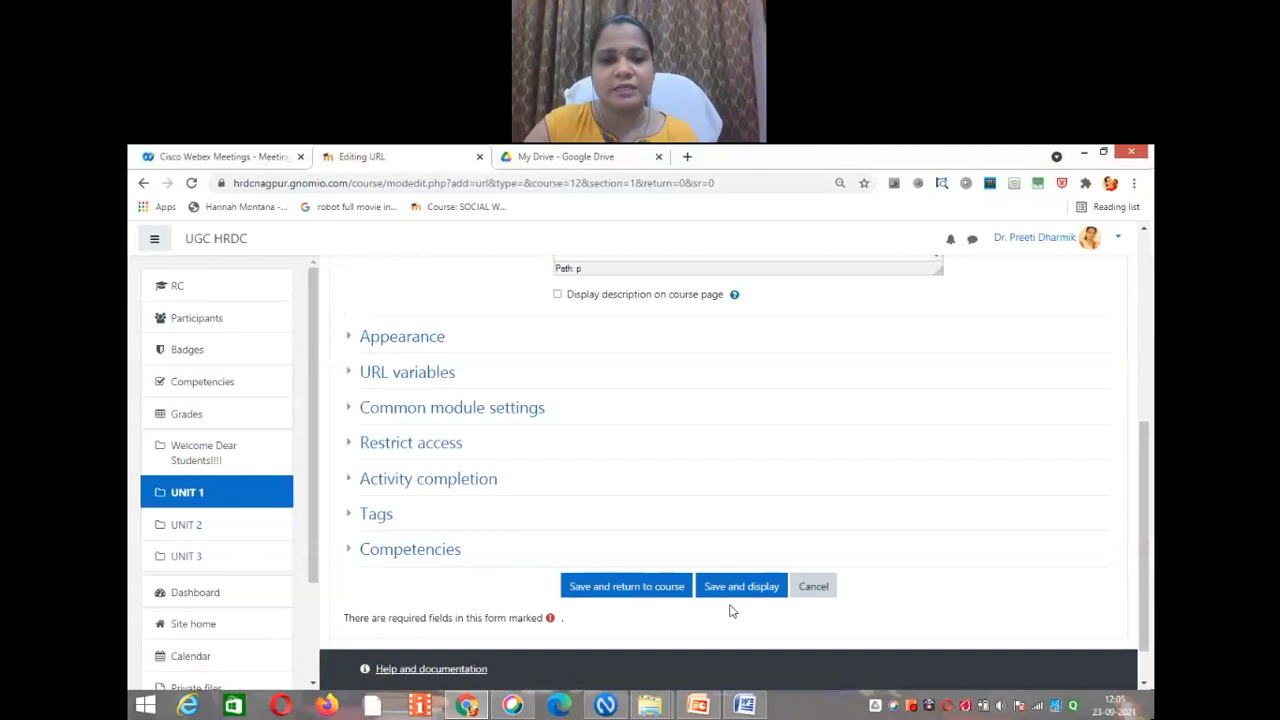 Cisco Webex Meetings - Meeting
Editing URL
My Drive - Google Drive
hrdcnagpur.gnomio.com/course/modedit.php?add=url&type=&course=12&section=1&return=0&sr=0
Apps
Hannah Montana -...
robot full movie in...
Course: SOCIAL W...
Reading list
UGC HRDC
Dr. Preeti Dharmik
RC
Participants
Badges
Competencies
Grades
Welcome Dear
Students!!!!
UNIT 1
UNIT 2
UNIT 3
Dashboard
Site home
Calendar
Private files
Path: p
Display description on course page
Appearance
URL variables
Common module settings
Restrict access
Activity completion
Tags
Competencies
Save and return to course
Save and display
Cancel
There are required fields in this form marked .
Help and documentation
12:05
23-09-2021